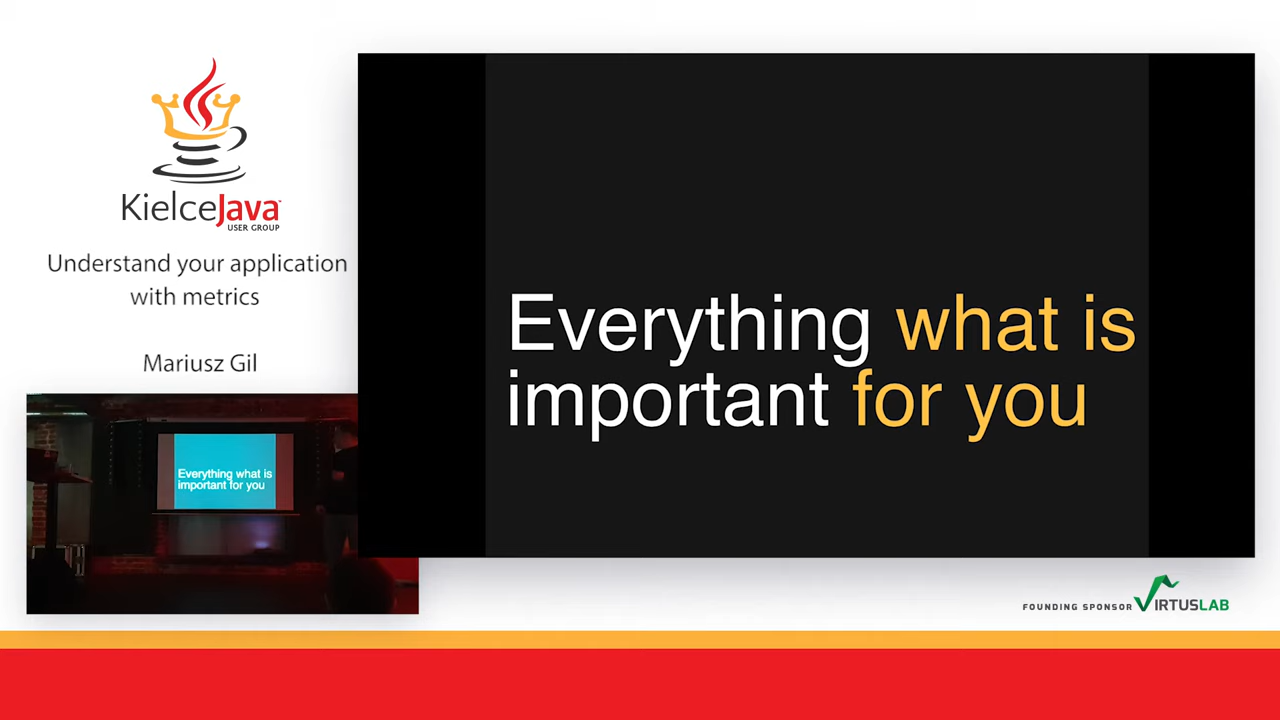 KielceJava
USER GROUP
Understand your application
with metrics
Mariusz Gil
Everything what is
important for you
Everything what is
important for you
FOUNDING SPONSOR VIRTUSLAB